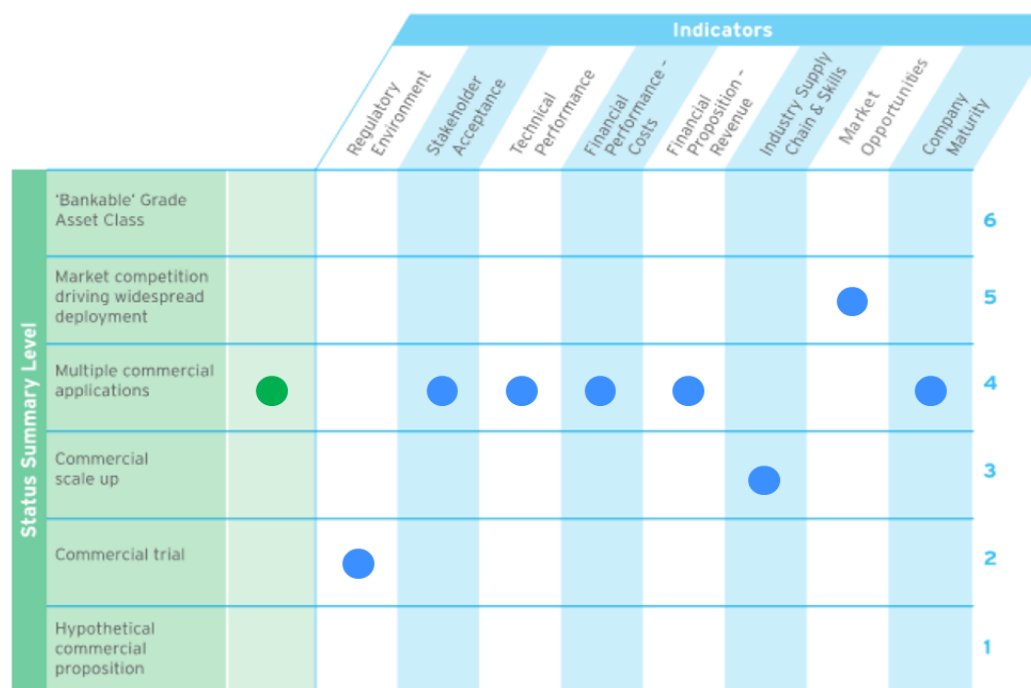 Indicators
Regulatory
Environment
Stakeholder
Acceptance
Technical
Performance
Financial
Performance –
Costs
Financial
Proposition -
Revenue
Industry Supply
Chain & Skills
Market
Opportunities
Company
Maturity
Status Summary Level
‘Bankable’ Grade
Asset Class
6
Market competition
driving widespread
deployment
5
Multiple commercial
applications
4
Commercial
scale up
3
Commercial trial
2
Hypothetical
commercial
proposition
1